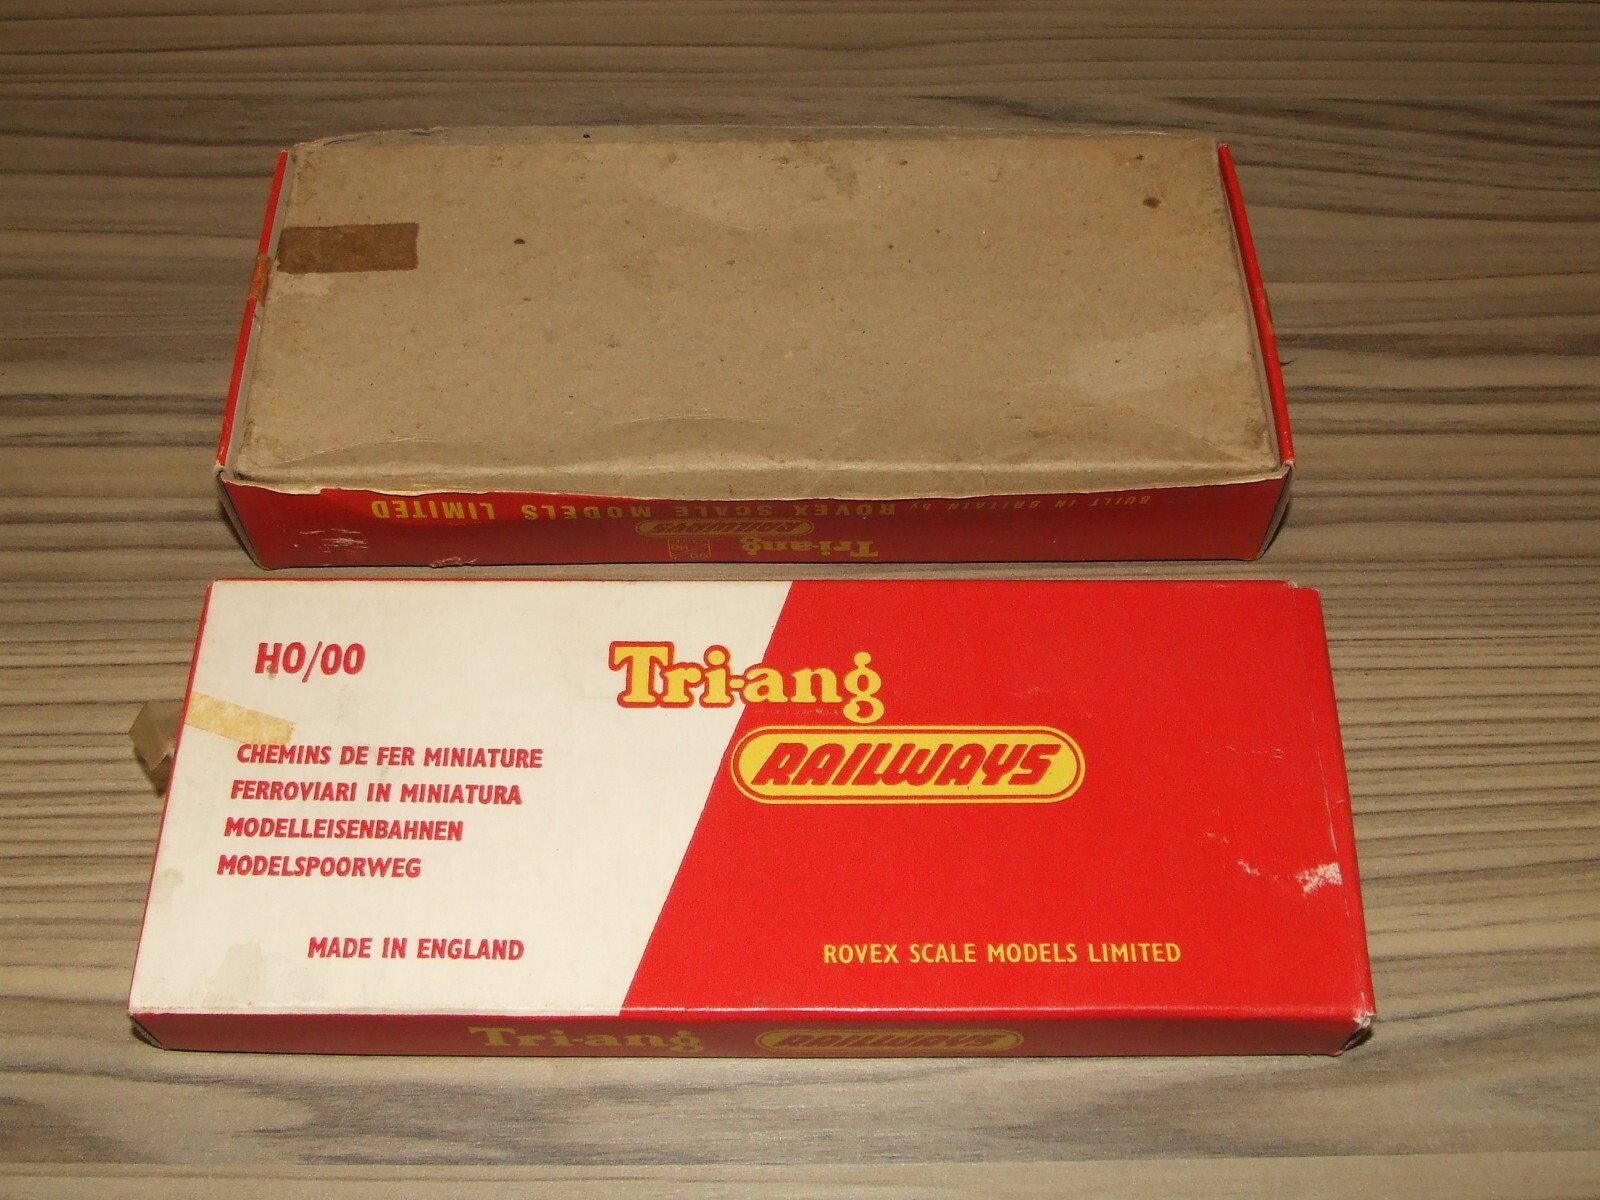 BUILT IN BRITAIN by ROVEX SCALE MODELS LIMITED
RAILWAYS
Tri-ang
00
HO/OO
Tri-ang
RAILWAYS
CHEMINS DE FER MINIATURE
FERROVIARI IN MINIATURA
MODELLEISENBAHNEN
MODELSPOORWEG
MADE IN ENGLAND
ROVEX SCALE MODELS LIMITED
Tri-ang RAILWAYS